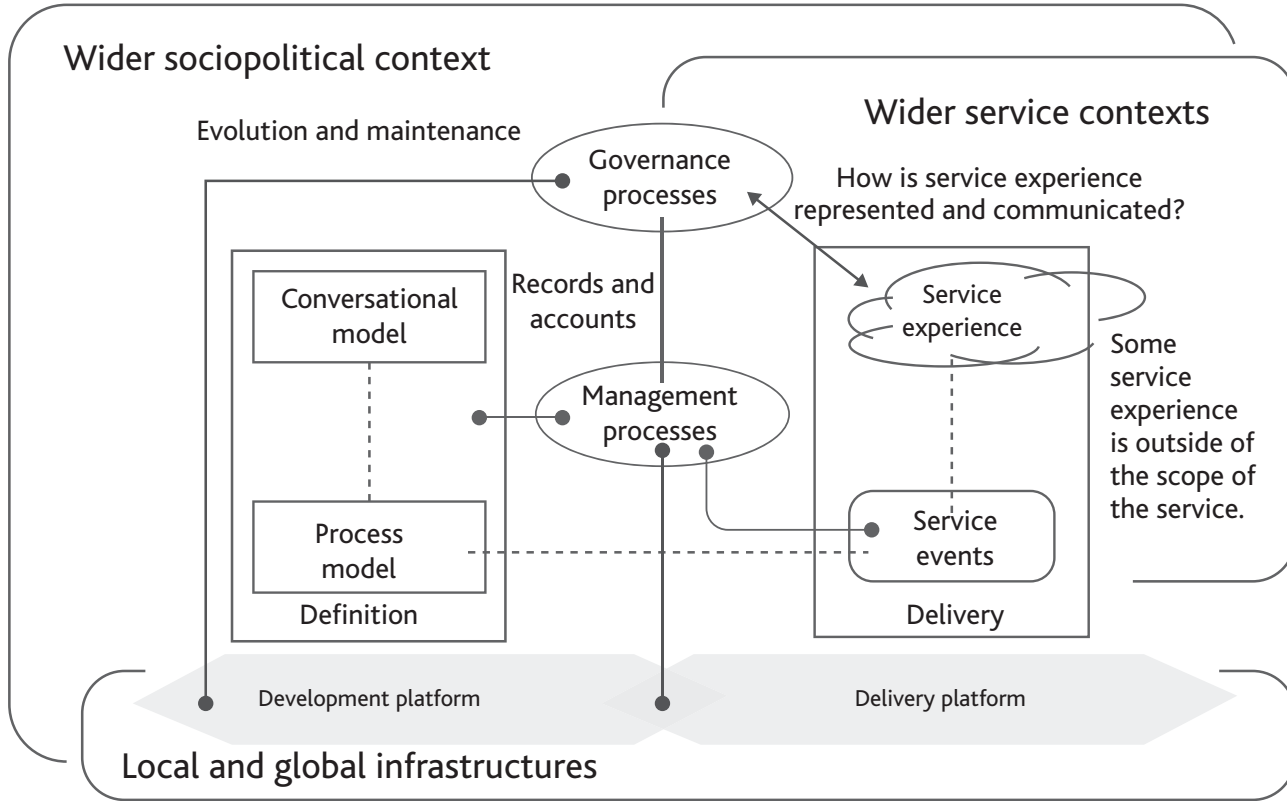 Wider sociopolitical context
Wider service contexts
Evolution and maintenance
Governance
processes
How is service experience
represented and communicated?
Conversational
model
Records and
accounts
Service
experience
Some
service
experience
is outside of
the scope of
the service.
Management
processes
Process
model
Service
events
Definition
Delivery
Development platform
Delivery platform
Local and global infrastructures